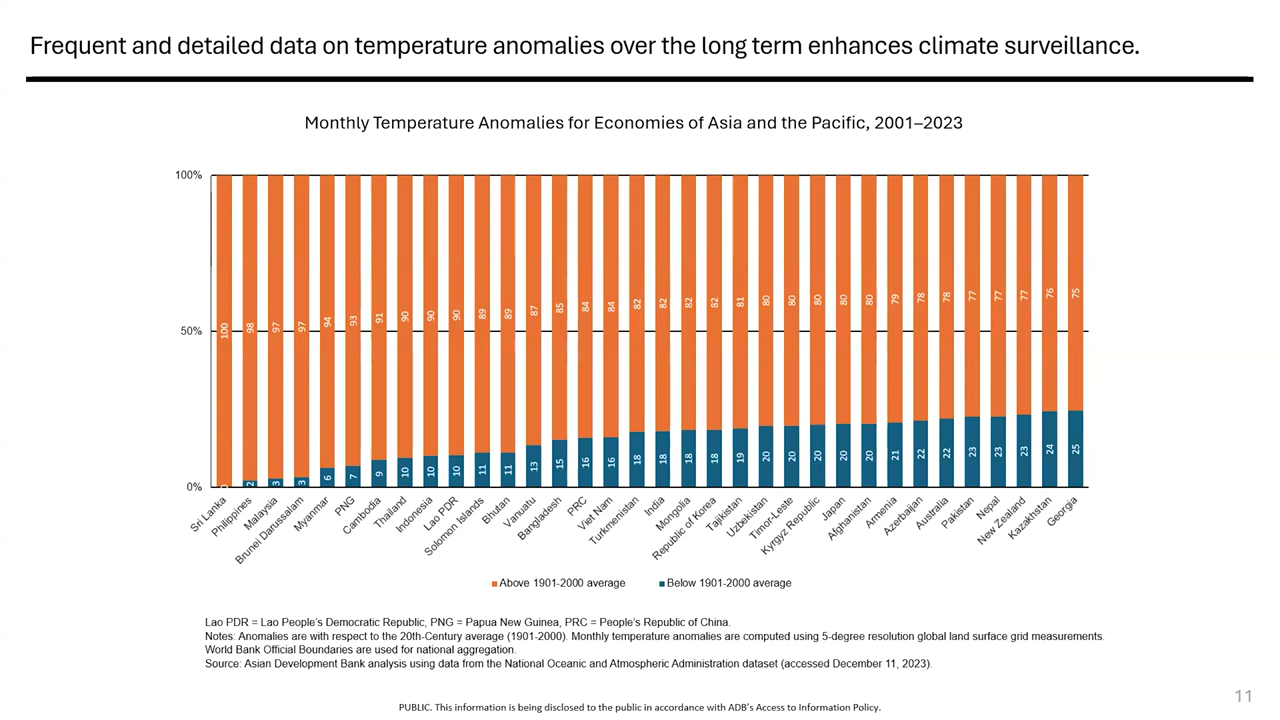 Frequent and detailed data on temperature anomalies over the long term enhances climate surveillance.
Monthly Temperature Anomalies for Economies of Asia and the Pacific, 2001–2023
100%
50%
0%
100 98 97 97 94 93 91 90 90 90 89 89 87 85 84 84 82 82 82 82 81 80 80 80 80 80 79 78 78 77 77 77 76 75
0 2 3 3 6 7 9 10 10 10 11 11 13 15 16 16 18 18 18 18 19 20 20 20 20 20 21 22 22 23 23 23 24 25
Sri Lanka
Philippines
Malaysia
Brunei Darussalam
Myanmar
PNG
Cambodia
Thailand
Indonesia
Lao PDR
Solomon Islands
Bhutan
Vanuatu
Bangladesh
PRC
Viet Nam
Turkmenistan
India
Mongolia
Republic of Korea
Tajikistan
Uzbekistan
Timor-Leste
Kyrgyz Republic
Japan
Afghanistan
Armenia
Azerbaijan
Australia
Pakistan
Nepal
New Zealand
Kazakhstan
Georgia
Above 1901-2000 average
Below 1901-2000 average
Lao PDR = Lao People's Democratic Republic, PNG = Papua New Guinea, PRC = People's Republic of China.
Notes: Anomalies are with respect to the 20th-Century average (1901-2000). Monthly temperature anomalies are computed using 5-degree resolution global land surface grid measurements.
World Bank Official Boundaries are used for national aggregation.
Source: Asian Development Bank analysis using data from the National Oceanic and Atmospheric Administration dataset (accessed December 11, 2023).
11
PUBLIC. This information is being disclosed to the public in accordance with ADB's Access to Information Policy.